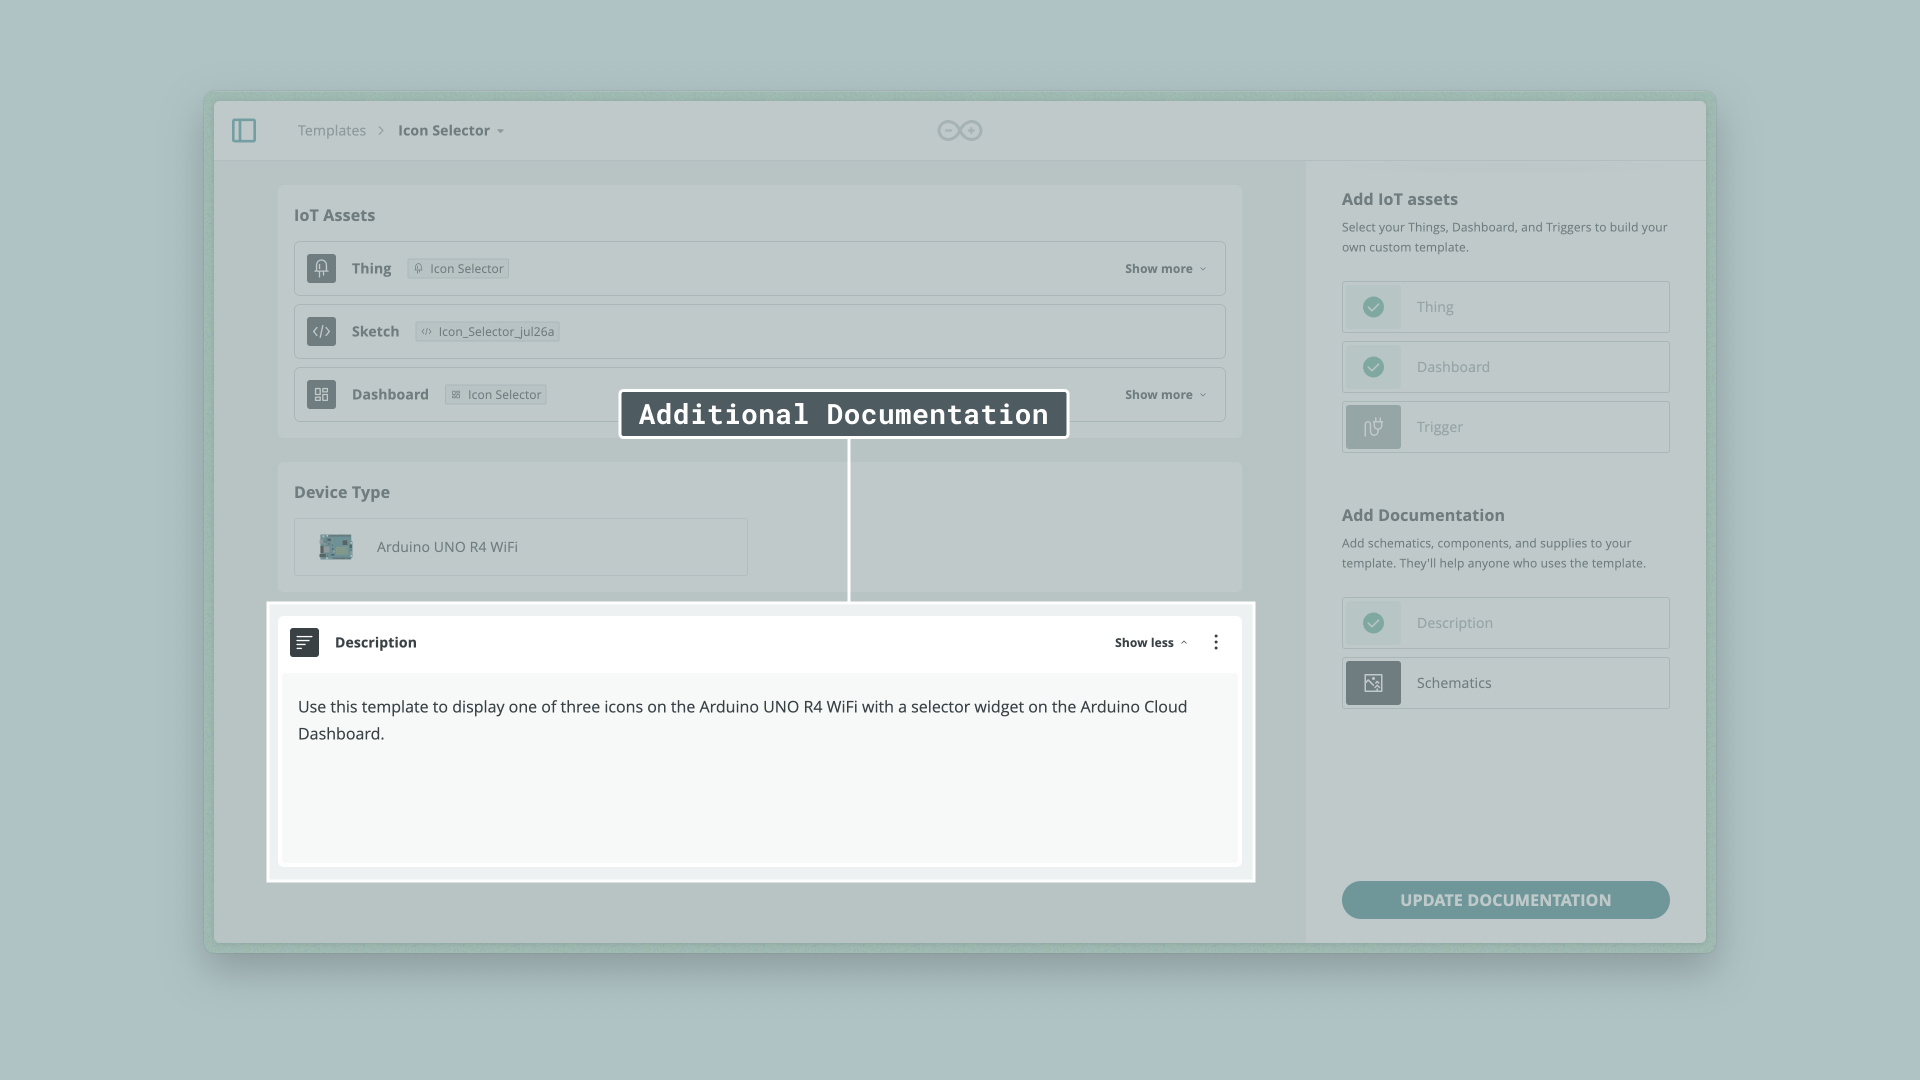 Templates > Icon Selector
IoT Assets
Thing Icon Selector Show more
Sketch </> Icon_Selector_jul26a
Dashboard Icon Selector Show more
Additional Documentation
Device Type
Arduino UNO R4 WiFi
Description Show less
Use this template to display one of three icons on the Arduino UNO R4 WiFi with a selector widget on the Arduino Cloud
Dashboard.
Add IoT assets
Select your Things, Dashboard, and Triggers to build your
own custom template.
Thing
Dashboard
Trigger
Add Documentation
Add schematics, components, and supplies to your
template. They'll help anyone who uses the template.
Description
Schematics
UPDATE DOCUMENTATION